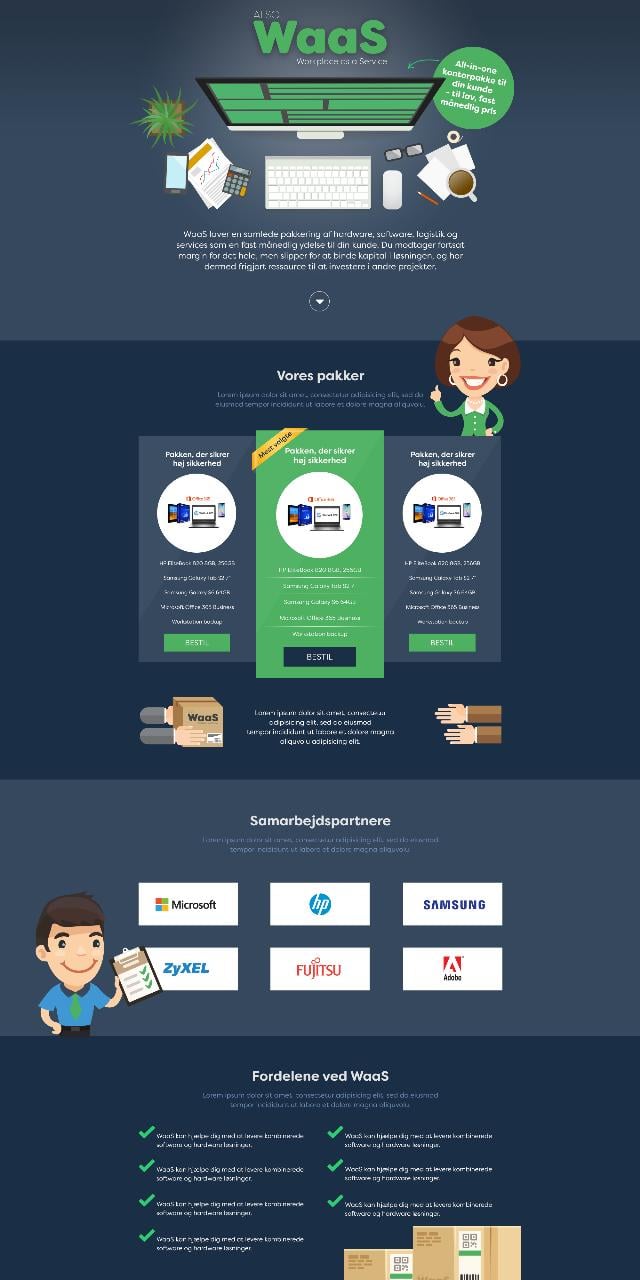 ALSO
WaaS
Workplace as a Service
All-in-one
kontorpakke til
din kunde
- til lav, fast
månedlig pris
WaaS laver en samlede pakkering af hardware, software, logistik og
services som en fast månedlig ydelse til din kunde. Du modtager fortsat
margin for det hele, men slipper for at binde kapital i løsningen, og har
dermed frigjort ressource til at investere i andre projekter.
Vores pakker
Lorem ipsum dolor sit amet, consectetur adipisicing elit, sed do
eiusmod tempor incididunt ut labore et dolore magna aliquvolu.
Pakken, der sikrer
høj sikkerhed
Office 365
HP EliteBook 820 8GB, 256GB
Samsung Galaxy Tab S2 7"
Samsung Galaxy S6 64GB
Microsoft Office 365 Business
Workstation backup
BESTIL
Mest valgte
Pakken, der sikrer
høj sikkerhed
Office 365
HP EliteBook 820 8GB, 256GB
Samsung Galaxy Tab S2 7"
Samsung Galaxy S6 64GB
Microsoft Office 365 Business
Workstation backup
BESTIL
Pakken, der sikrer
høj sikkerhed
Office 365
HP EliteBook 820 8GB, 256GB
Samsung Galaxy Tab S2 7"
Samsung Galaxy S6 64GB
Microsoft Office 365 Business
Workstation backup
BESTIL
WaaS
Lorem ipsum dolor sit amet, consectetur
adipisicing elit, sed do eiusmod
tempor incididunt ut labore et dolore magna
aliquvolu adipisicing elit.
Samarbejdspartnere
Lorem ipsum dolor sit amet, consectetur adipisicing elit, sed do eiusmod
tempor incididunt ut labore et dolore magna aliquvolu.
Microsoft
hp
SAMSUNG
ZyXEL
FUJITSU
Adobe
Fordelene ved WaaS
Lorem ipsum dolor sit amet, consectetur adipisicing elit, sed do eiusmod
tempor incididunt ut labore et dolore magna aliquvolu.
WaaS kan hjælpe dig med at levere kombinerede
software og hardware løsninger.
WaaS kan hjælpe dig med at levere kombinerede
software og hardware løsninger.
WaaS kan hjælpe dig med at levere kombinerede
software og hardware løsninger.
WaaS kan hjælpe dig med at levere kombinerede
software og hardware løsninger.
WaaS kan hjælpe dig med at levere kombinerede
software og hardware løsninger.
WaaS kan hjælpe dig med at levere kombinerede
software og hardware løsninger.
WaaS kan hjælpe dig med at levere kombinerede
software og hardware løsninger.
WaaS